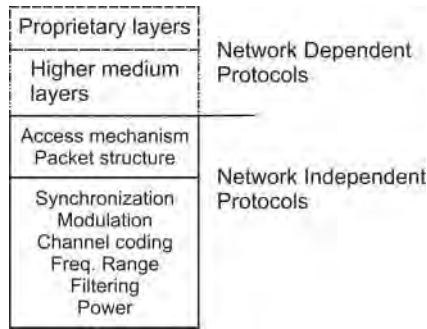 Proprietary layers
Higher medium
layers
Network Dependent
Protocols
Access mechanism
Packet structure
Synchronization
Modulation
Channel coding
Freq. Range
Filtering
Power
Network Independent
Protocols